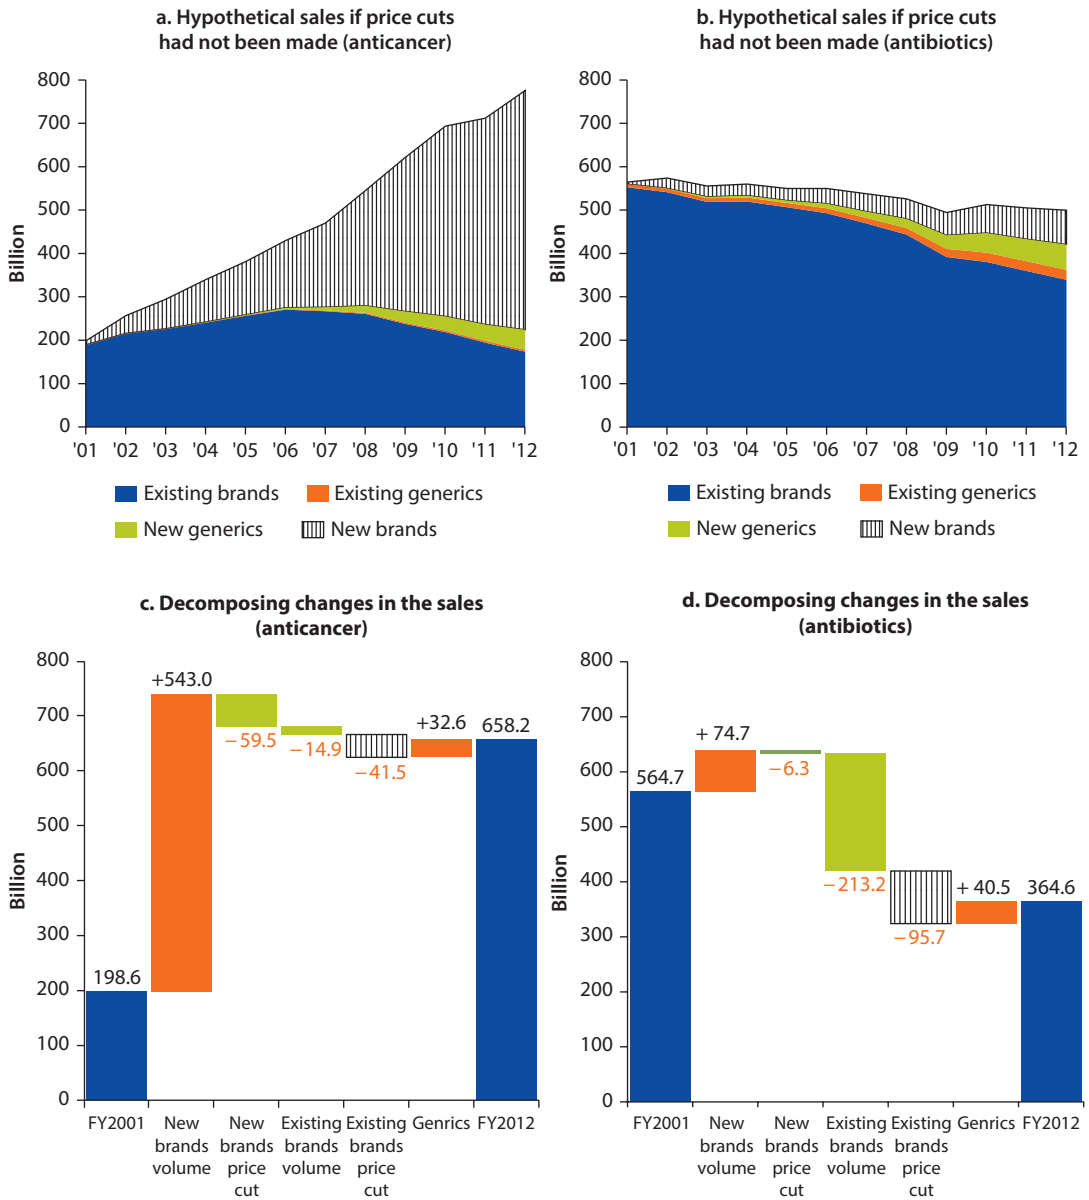 a. Hypothetical sales if price cuts
had not been made (anticancer)
800
700
600
500
400
300
200
100
0
Billion
'01 '02 '03 '04 '05 '06 '07 '08 '09 '10 '11 '12
Existing brands Existing generics
New generics New brands
b. Hypothetical sales if price cuts
had not been made (antibiotics)
800
700
600
500
400
300
200
100
0
Billion
'01 '02 '03 '04 '05 '06 '07 '08 '09 '10 '11 '12
Existing brands Existing generics
New generics New brands
c. Decomposing changes in the sales
(anticancer)
800
700
600
500
400
300
200
100
0
Billion
198.6
+543.0
−59.5
−14.9
−41.5
+32.6
658.2
FY2001
New
brands
volume
New
brands
price
cut
Existing
brands
volume
Existing
brands
price
cut
Genrics
FY2012
d. Decomposing changes in the sales
(antibiotics)
800
700
600
500
400
300
200
100
0
Billion
564.7
+ 74.7
−6.3
−213.2
−95.7
+ 40.5
364.6
FY2001
New
brands
volume
New
brands
price
cut
Existing
brands
volume
Existing
brands
price
cut
Genrics
FY2012